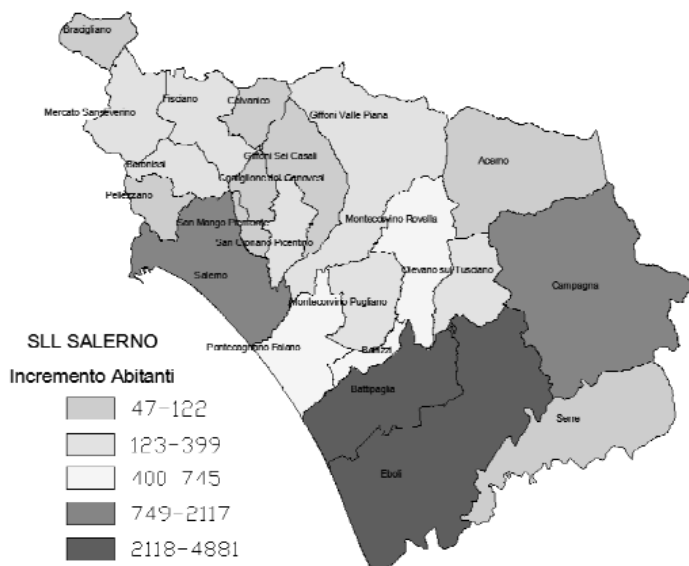 Bracigliano
Fisciano
Calvanico
Mercato Sanseverino
Giffoni Valle Piana
Baronissi
Giffoni Sei Casali
Acerno
Castiglione dei Genovesi
Pellezzano
San Mango Piemonte
Montecorvino Rovella
San Cipriano Picentino
Salerno
Olevano sul Tusciano
Campagna
Montecorvino Pugliano
Pontecagnano Faiano
Bellizzi
Battipaglia
Serre
Eboli
SLL SALERNO
Incremento Abitanti
47-122
123-399
400 745
749-2117
2118-4881